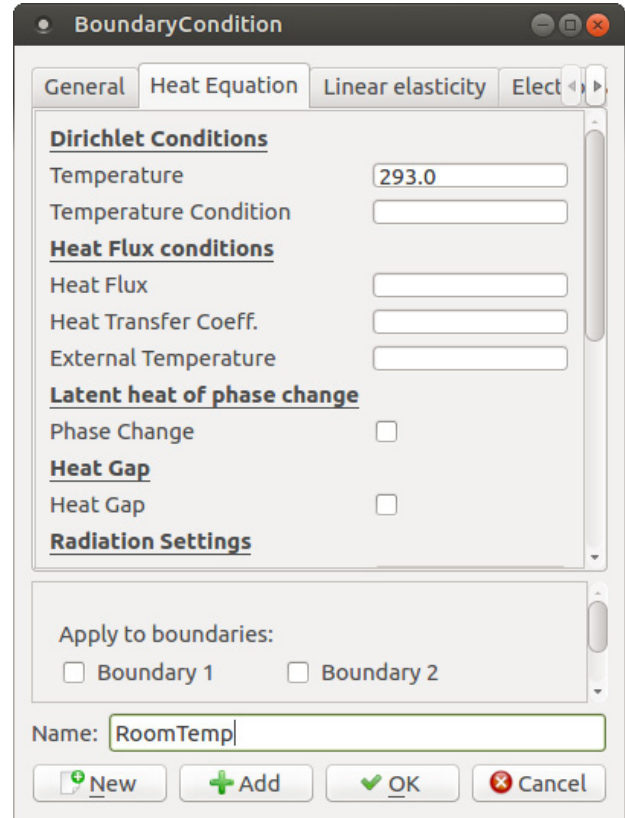 BoundaryCondition
General Heat Equation Linear elasticity Elect
Dirichlet Conditions
Temperature 293.0
Temperature Condition
Heat Flux conditions
Heat Flux
Heat Transfer Coeff.
External Temperature
Latent heat of phase change
Phase Change
Heat Gap
Heat Gap
Radiation Settings
Apply to boundaries:
Boundary 1 Boundary 2
Name: RoomTemp
New Add OK Cancel